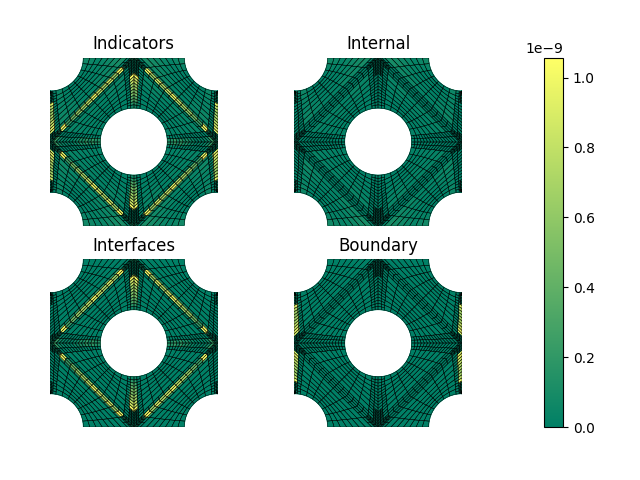 Indicators
Internal
1e−9
Interfaces
Boundary
1.0
0.8
0.6
0.4
0.2
0.0